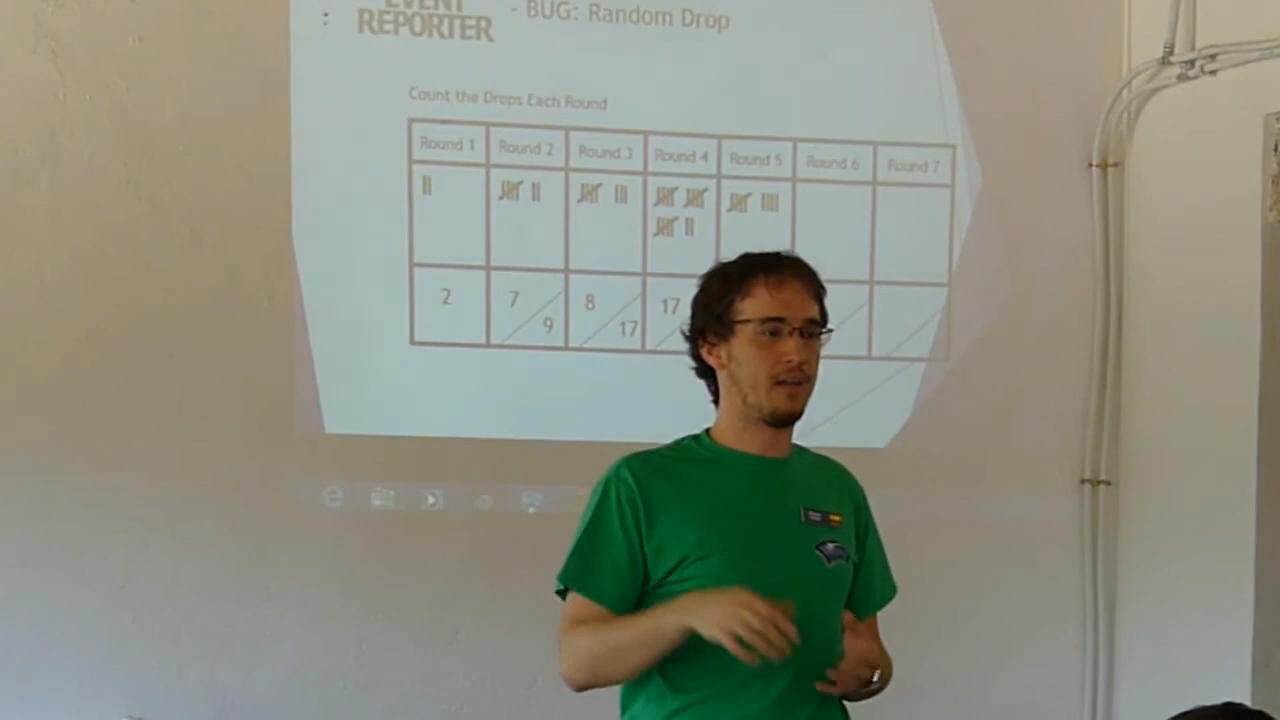 EVENT
REPORTER
- BUG: Random Drop
Count the Drops Each Round
Round 1 Round 2 Round 3 Round 4 Round 5 Round 6 Round 7
2 7 8 17
9 17